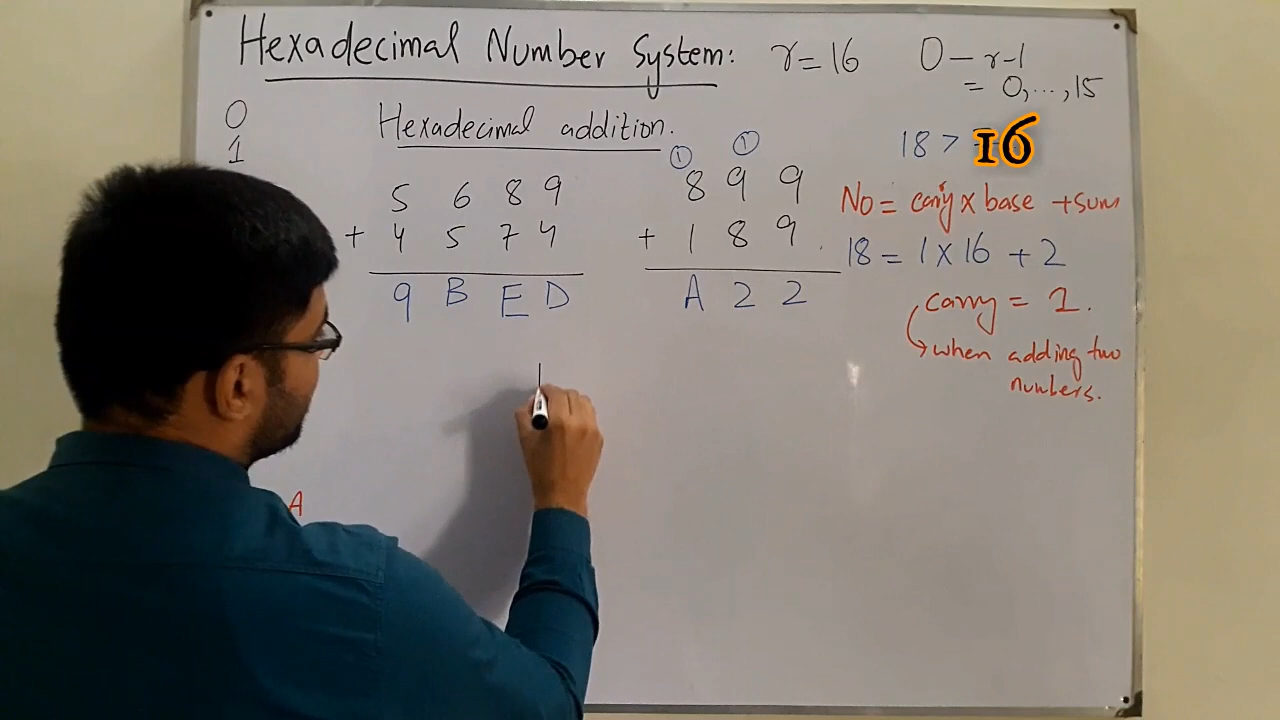 Hexadecimal Number System: r=16 0 – r-1
= 0,...,15
0
1
Hexadecimal addition.
18 > 16
① ①
5 6 8 9
+ 4 5 7 4
9 B E D
8 9 9
+ 1 8 9
A 2 2
No = carry x base + sum
18 = 1 x 16 + 2
carry = 1.
when adding two
numbers.
A